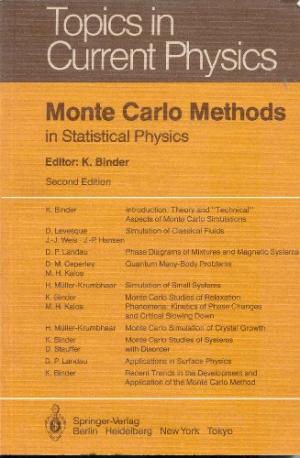 Topics in
Current Physics
Monte Carlo Methods
in Statistical Physics
Editor: K. Binder
Second Edition
K. Binder Introduction: Theory and "Technical"
Aspects of Monte Carlo Simulations
D. Levesque Simulation of Classical Fluids
J.-J. Weis · J.-P. Hansen
D. P. Landau Phase Diagrams of Mixtures and Magnetic Systems
D. M. Ceperley Quantum Many-Body Problems
M. H. Kalos
H. Müller-Krumbhaar Simulation of Small Systems
K. Binder Monte Carlo Studies of Relaxation
M. H. Kalos Phenomena: Kinetics of Phase Changes
and Critical Slowing Down
H. Müller-Krumbhaar Monte Carlo Simulation of Crystal Growth
K. Binder Monte Carlo Studies of Systems
D. Stauffer with Disorder
D. P. Landau Applications in Surface Physics
K. Binder Recent Trends in the Development and
Application of the Monte Carlo Method
Springer-Verlag
Berlin Heidelberg New York Tokyo